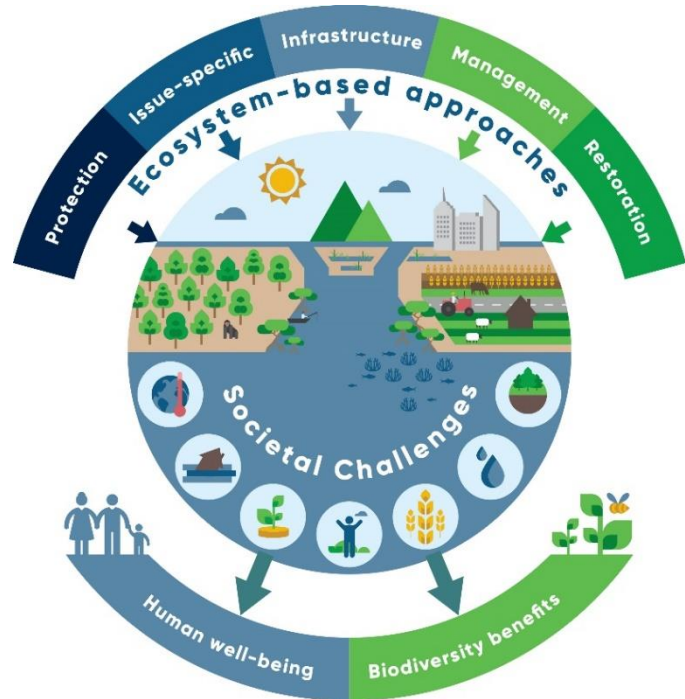 Protection
Issue-specific
Infrastructure
Management
Restoration
Ecosystem-based approaches
Societal Challenges
Human well-being
Biodiversity benefits